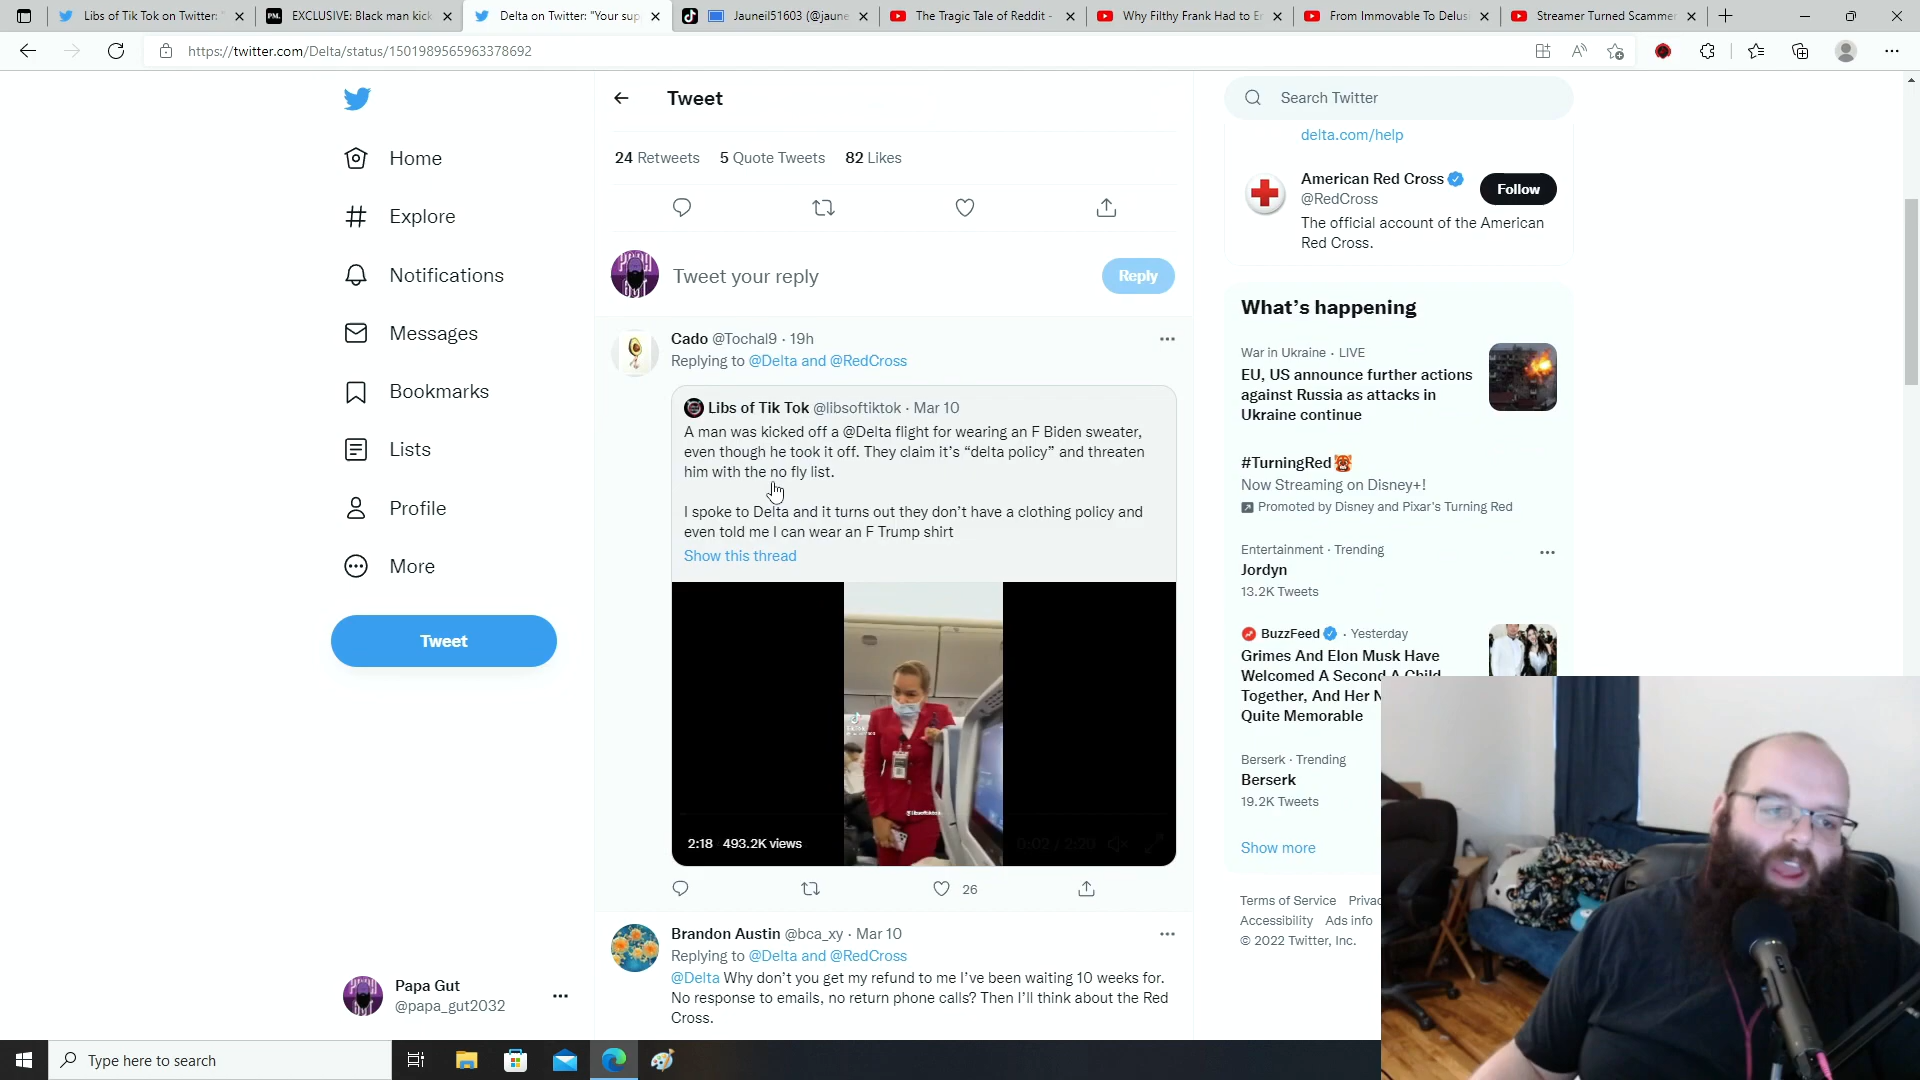 Libs of Tik Tok on Twitter: "
EXCLUSIVE: Black man kick
Delta on Twitter: "Your sup
Jauneil51603 (@jaune
The Tragic Tale of Reddit -
Why Filthy Frank Had to En
From Immovable To Delus
Streamer Turned Scammer
https://twitter.com/Delta/status/1501989565963378692
Home
Explore
Notifications
Messages
Bookmarks
Lists
Profile
More
Tweet
Papa Gut
@papa_gut2032
Tweet
24 Retweets 5 Quote Tweets 82 Likes
Tweet your reply
Reply
Cado @Tochal9 · 19h
Replying to @Delta and @RedCross
Libs of Tik Tok @libsoftiktok · Mar 10
A man was kicked off a @Delta flight for wearing an F Biden sweater,
even though he took it off. They claim it's “delta policy” and threaten
him with the no fly list.
I spoke to Delta and it turns out they don't have a clothing policy and
even told me I can wear an F Trump shirt
Show this thread
2:18 493.2K views
0:02 / 2:20
26
Brandon Austin @bca_xy · Mar 10
Replying to @Delta and @RedCross
@Delta Why don't you get my refund to me I've been waiting 10 weeks for.
No response to emails, no return phone calls? Then I'll think about the Red
Cross.
Search Twitter
delta.com/help
American Red Cross
@RedCross
Follow
The official account of the American
Red Cross.
What's happening
War in Ukraine · LIVE
EU, US announce further actions
against Russia as attacks in
Ukraine continue
#TurningRed
Now Streaming on Disney+!
Promoted by Disney and Pixar's Turning Red
Entertainment · Trending
Jordyn
13.2K Tweets
BuzzFeed · Yesterday
Grimes And Elon Musk Have
Welcomed A Second A Child
Together, And Her N
Quite Memorable
Berserk · Trending
Berserk
19.2K Tweets
Show more
Terms of Service Privac
Accessibility Ads info
© 2022 Twitter, Inc.
Type here to search